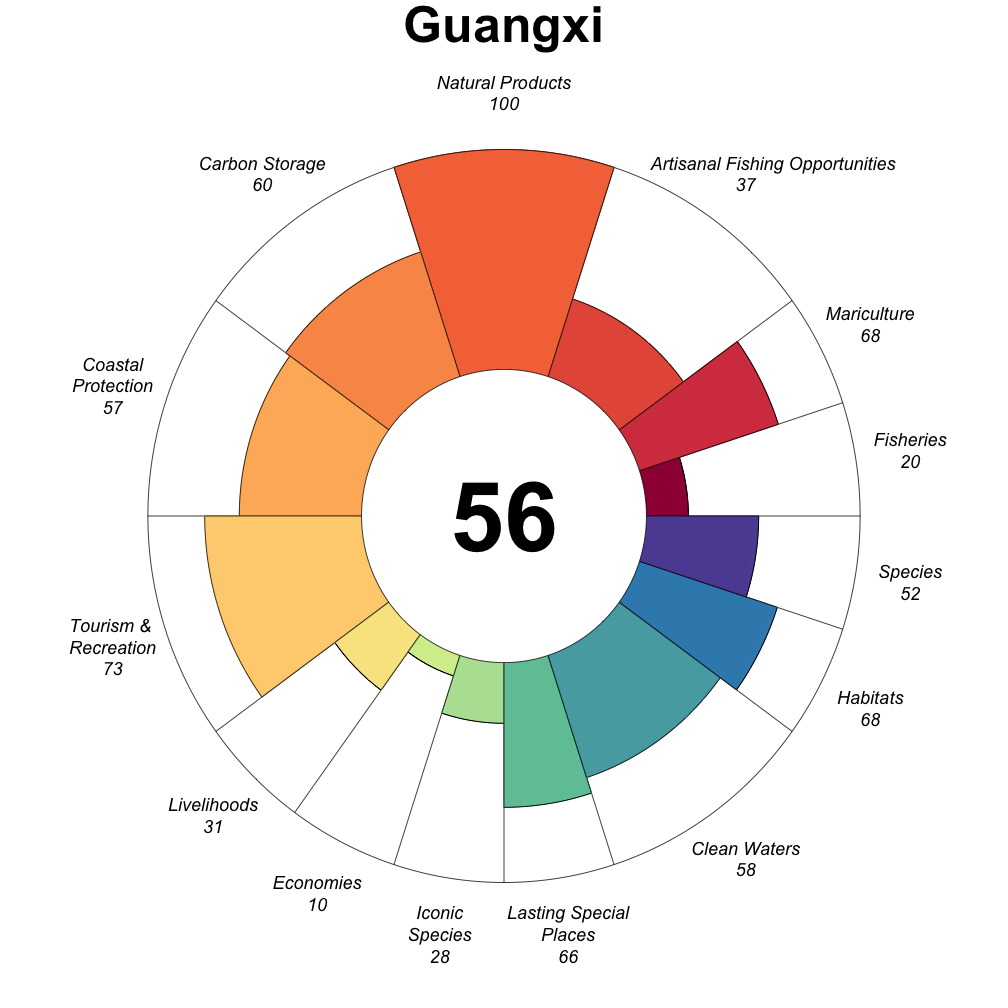 Guangxi
Natural Products
100
Carbon Storage
60
Artisanal Fishing Opportunities
37
Mariculture
68
Coastal
Protection
57
Fisheries
20
56
Species
52
Tourism &
Recreation
73
Habitats
68
Livelihoods
31
Clean Waters
58
Economies
10
Iconic
Species
28
Lasting Special
Places
66